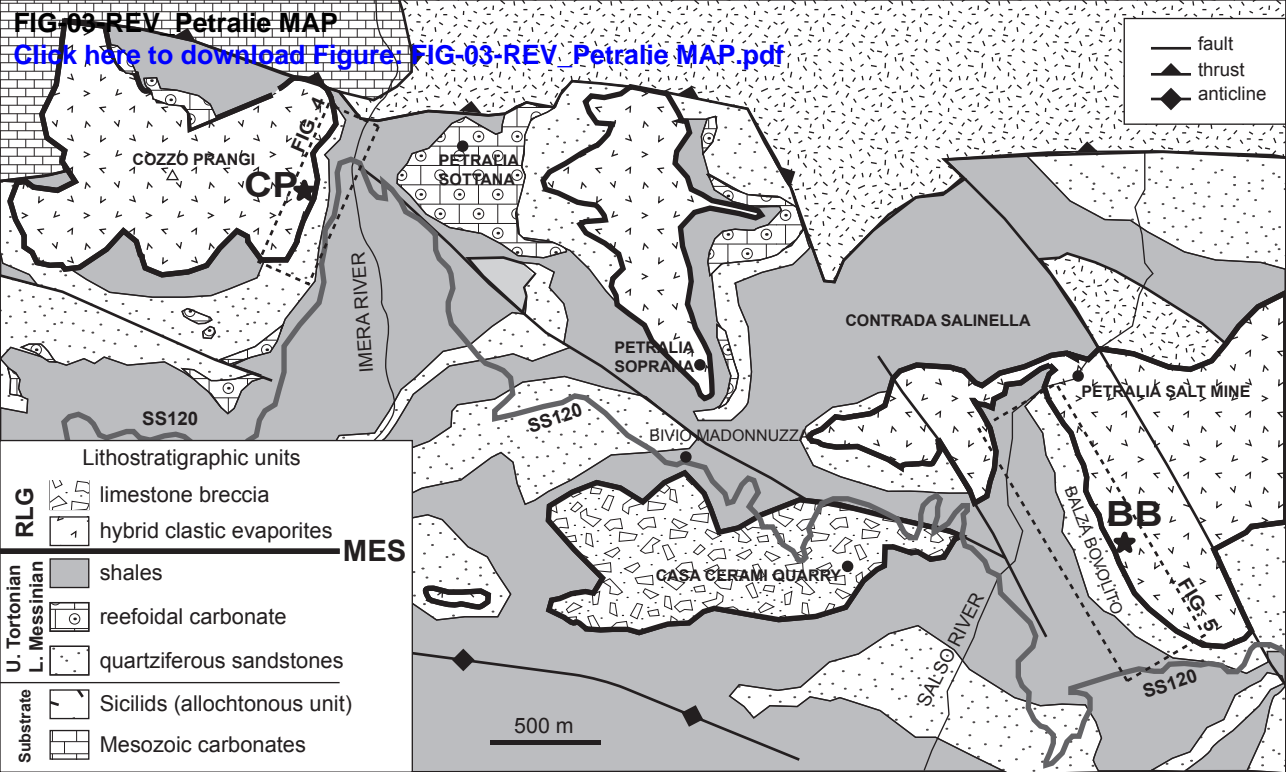 FIG-03-REV_Petralie MAP
Click here to download Figure: FIG-03-REV_Petralie MAP.pdf
fault
thrust
anticline
FIG. 4
COZZO PRANGI
CP
PETRALIA
SOTTANA
IMERA RIVER
CONTRADA SALINELLA
PETRALIA
SOPRANA
PETRALIA SALT MINE
SS120
SS120
BIVIO MADONNUZZA
BALZA BOVOLITO
BB
CASA CERAMI QUARRY
FIG. 5
SALSO RIVER
SS120
500 m
Lithostratigraphic units
RLG
limestone breccia
hybrid clastic evaporites
MES
U. Tortonian
L. Messinian
shales
reefoidal carbonate
quartziferous sandstones
Substrate
Sicilids (allochtonous unit)
Mesozoic carbonates